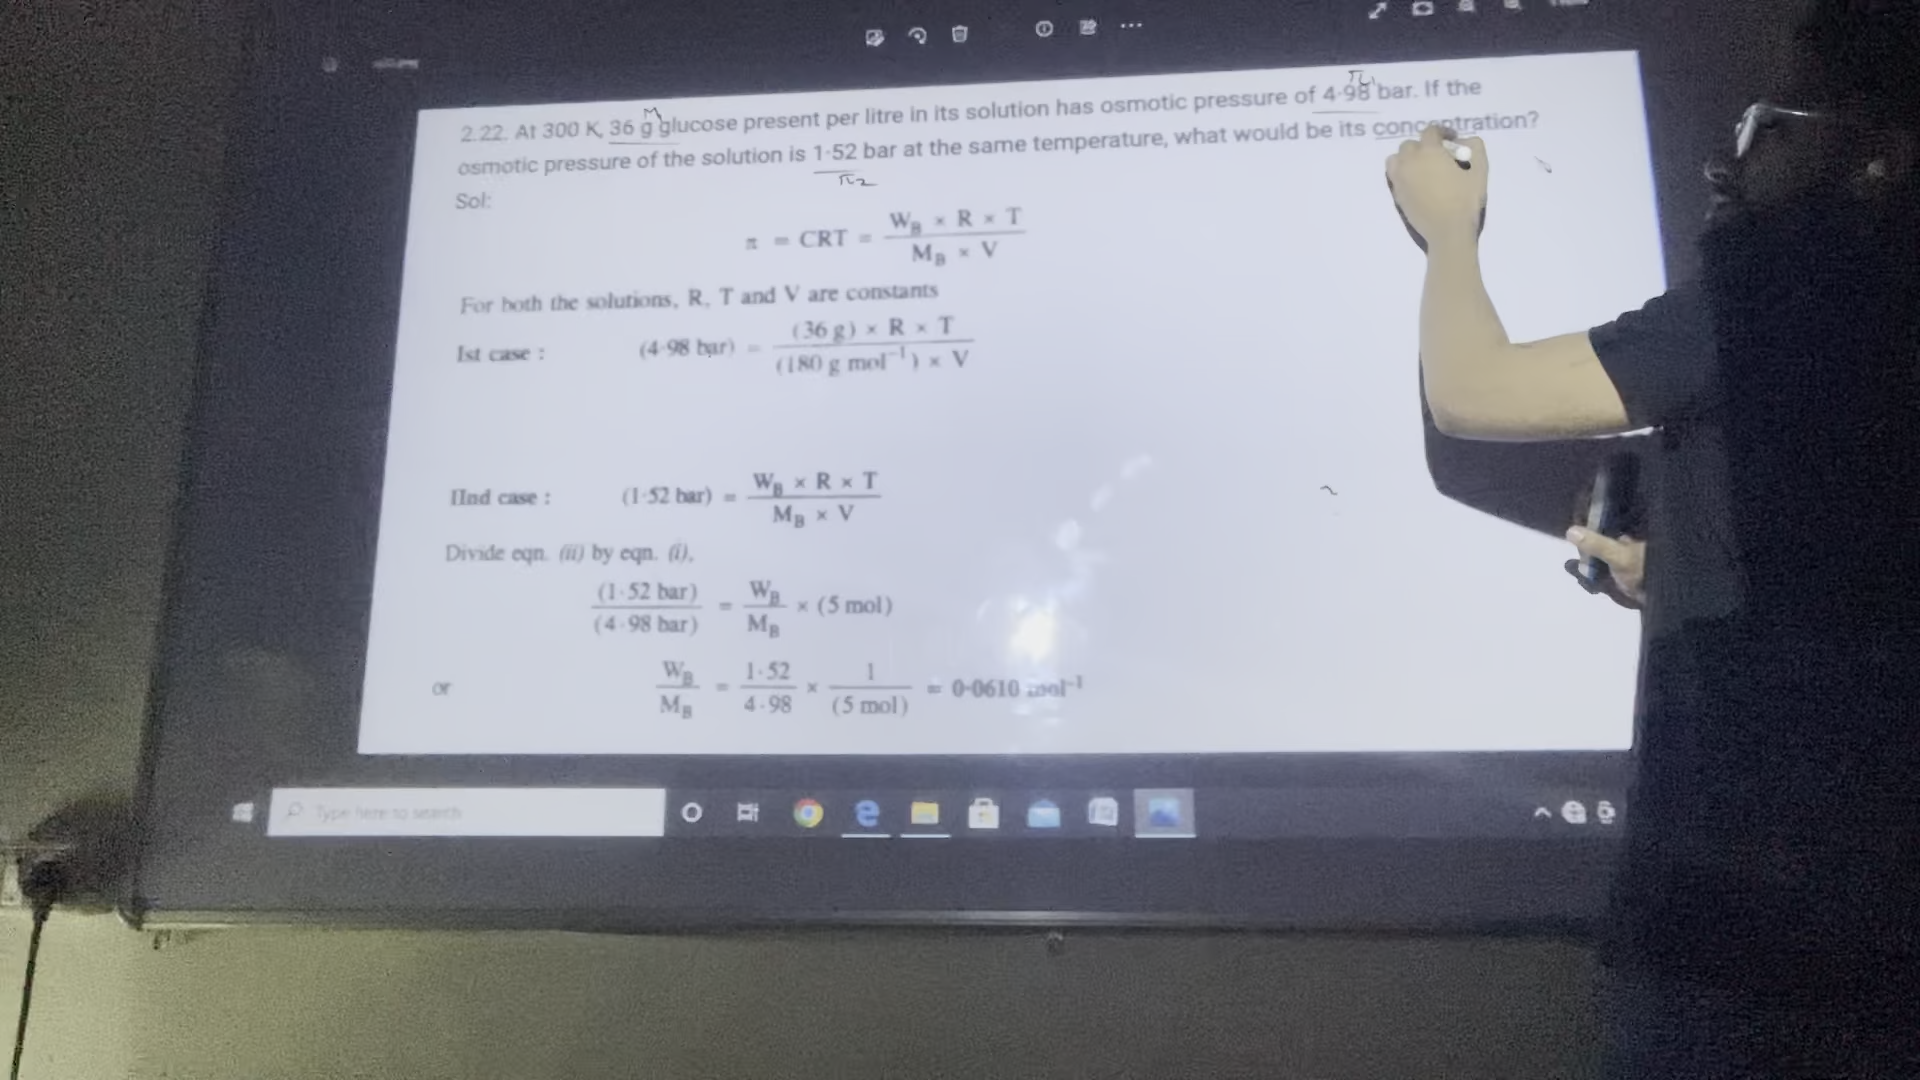 π₁
M
2.22. At 300 K, 36 g glucose present per litre in its solution has osmotic pressure of 4·98 bar. If the
osmotic pressure of the solution is 1·52 bar at the same temperature, what would be its concentration?
π₂
Sol:
π = CRT = (W_B × R × T) / (M_B × V)
For both the solutions, R, T and V are constants
Ist case : (4·98 bar) = ((36 g) × R × T) / ((180 g mol⁻¹) × V)
IInd case : (1·52 bar) = (W_B × R × T) / (M_B × V)
Divide eqn. (ii) by eqn. (i),
(1·52 bar) / (4·98 bar) = W_B / M_B × (5 mol)
or W_B / M_B = 1·52 / 4·98 × 1 / (5 mol) = 0·0610 mol⁻¹
Type here to search